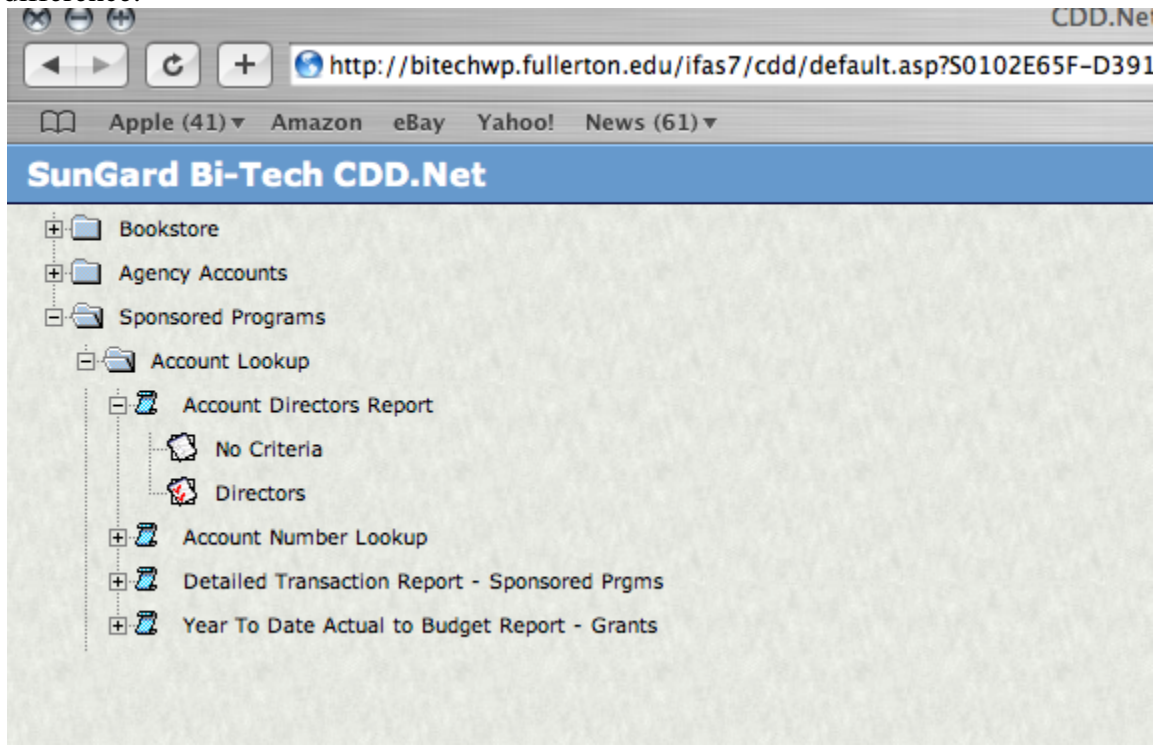 difference.
CDD.Net
http://bitechwp.fullerton.edu/ifas7/cdd/default.asp?S0102E65F-D391
Apple (41) Amazon eBay Yahoo! News (61)
SunGard Bi-Tech CDD.Net
Bookstore
Agency Accounts
Sponsored Programs
Account Lookup
Account Directors Report
No Criteria
Directors
Account Number Lookup
Detailed Transaction Report - Sponsored Prgms
Year To Date Actual to Budget Report - Grants